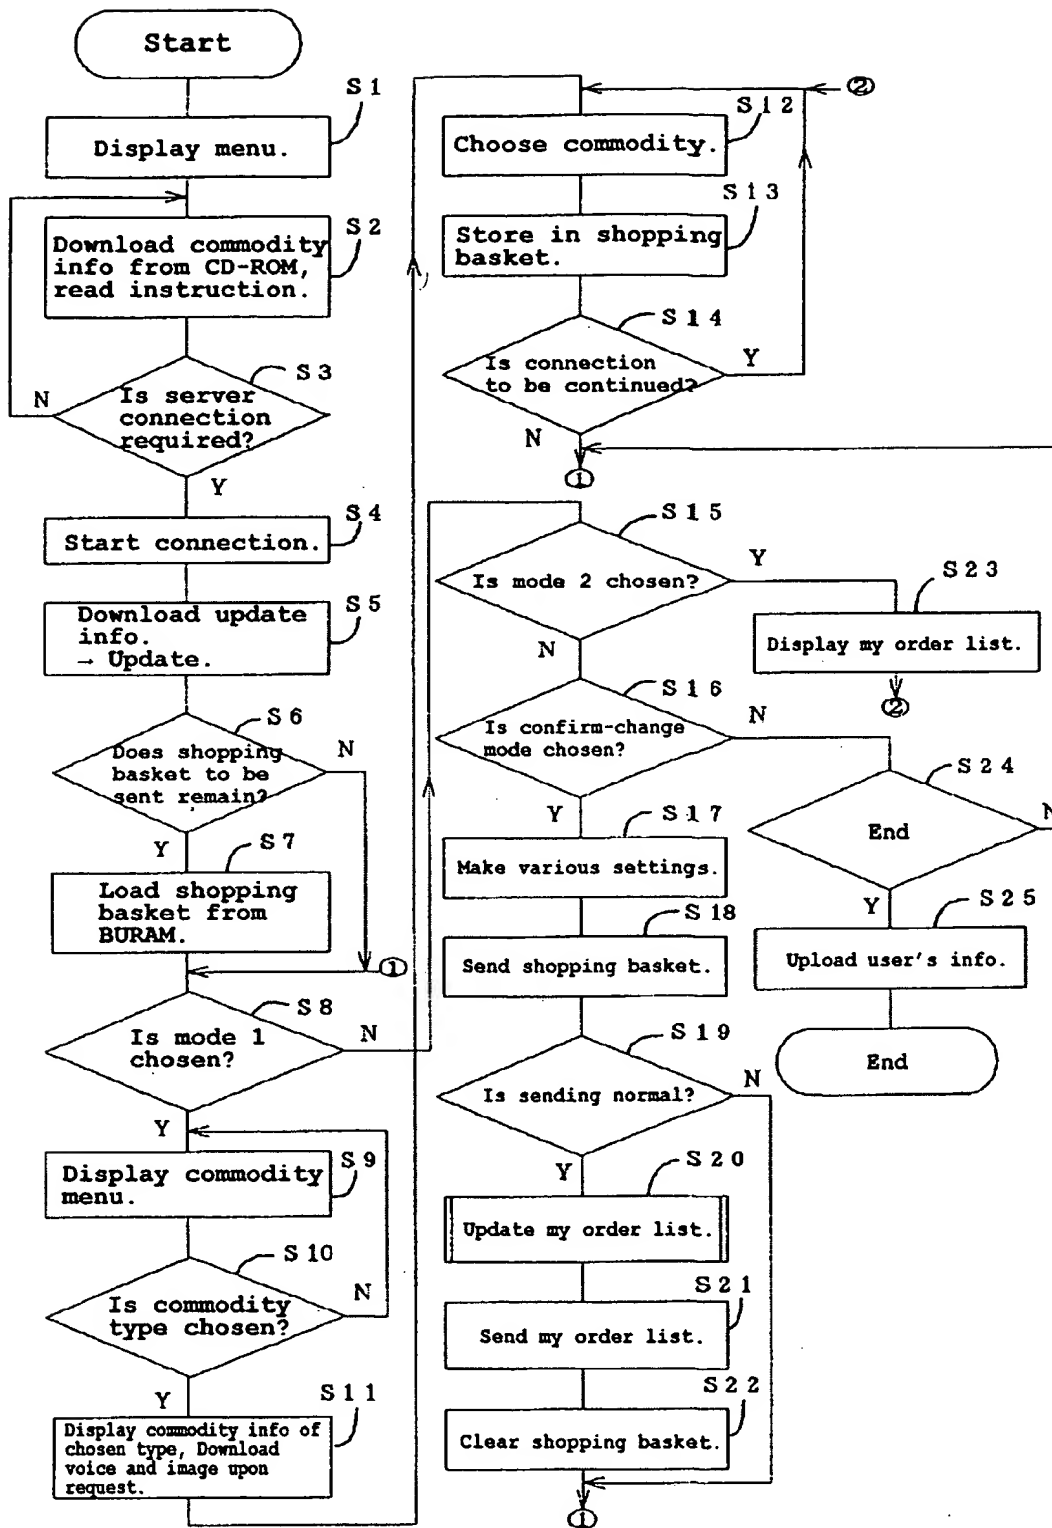 Start
S1
Display menu.
S2
Download commodity
info from CD-ROM,
read instruction.
S3
Is server
connection
required?
N
Y
S4
Start connection.
S5
Download update
info.
→ Update.
S6
Does shopping
basket to be
sent remain?
N
Y
S7
Load shopping
basket from
BURAM.
①
S8
Is mode 1
chosen?
N
Y
S9
Display commodity
menu.
S10
Is commodity
type chosen?
N
Y
S11
Display commodity info of
chosen type, Download
voice and image upon
request.
②
S12
Choose commodity.
S13
Store in shopping
basket.
S14
Is connection
to be continued?
Y
N
①
S15
Is mode 2 chosen?
Y
N
S23
Display my order list.
②
S16
Is confirm-change
mode chosen?
N
Y
S24
End
N
Y
S25
Upload user's info.
End
S17
Make various settings.
S18
Send shopping basket.
S19
Is sending normal?
N
Y
S20
Update my order list.
S21
Send my order list.
S22
Clear shopping basket.
①